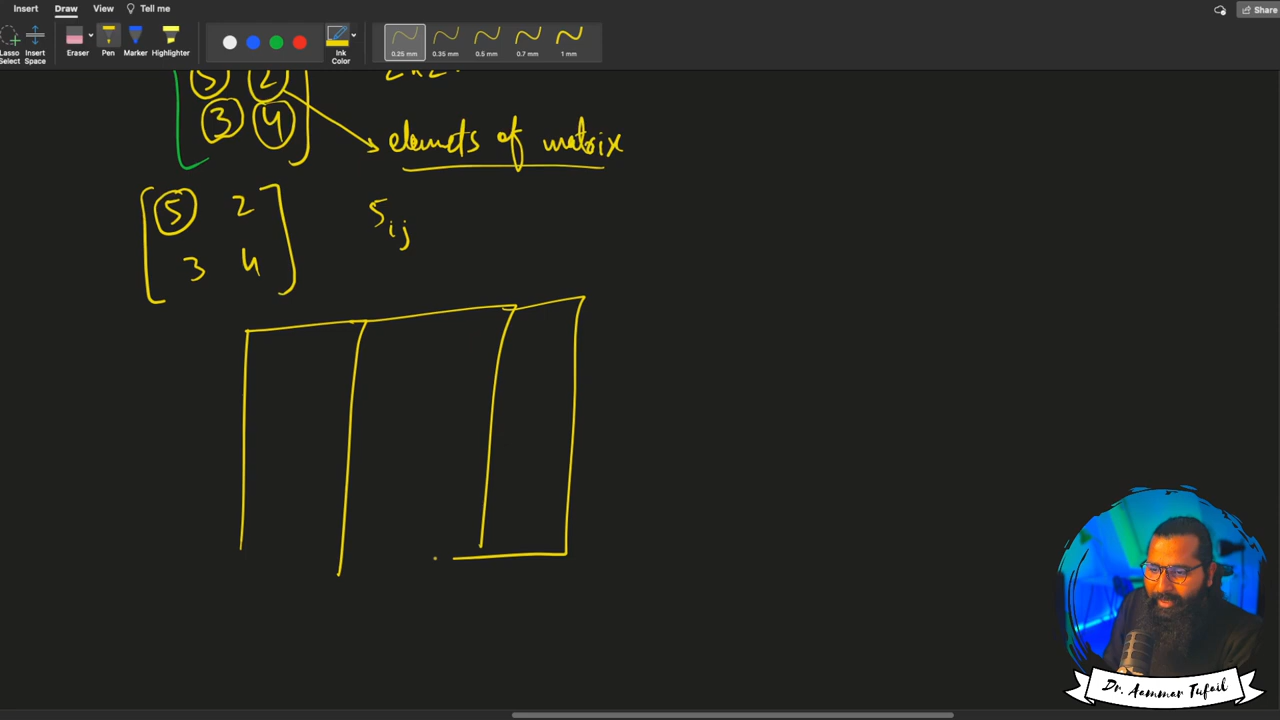 Insert Draw View Tell me
Share
Lasso Select
Insert Space
Eraser
Pen
Marker
Highlighter
Ink Color
0.25 mm
0.35 mm
0.5 mm
0.7 mm
1 mm
5 2
3 4
elemets of matrix
5 2
3 4
5ij
Dr. Aammar Tufail